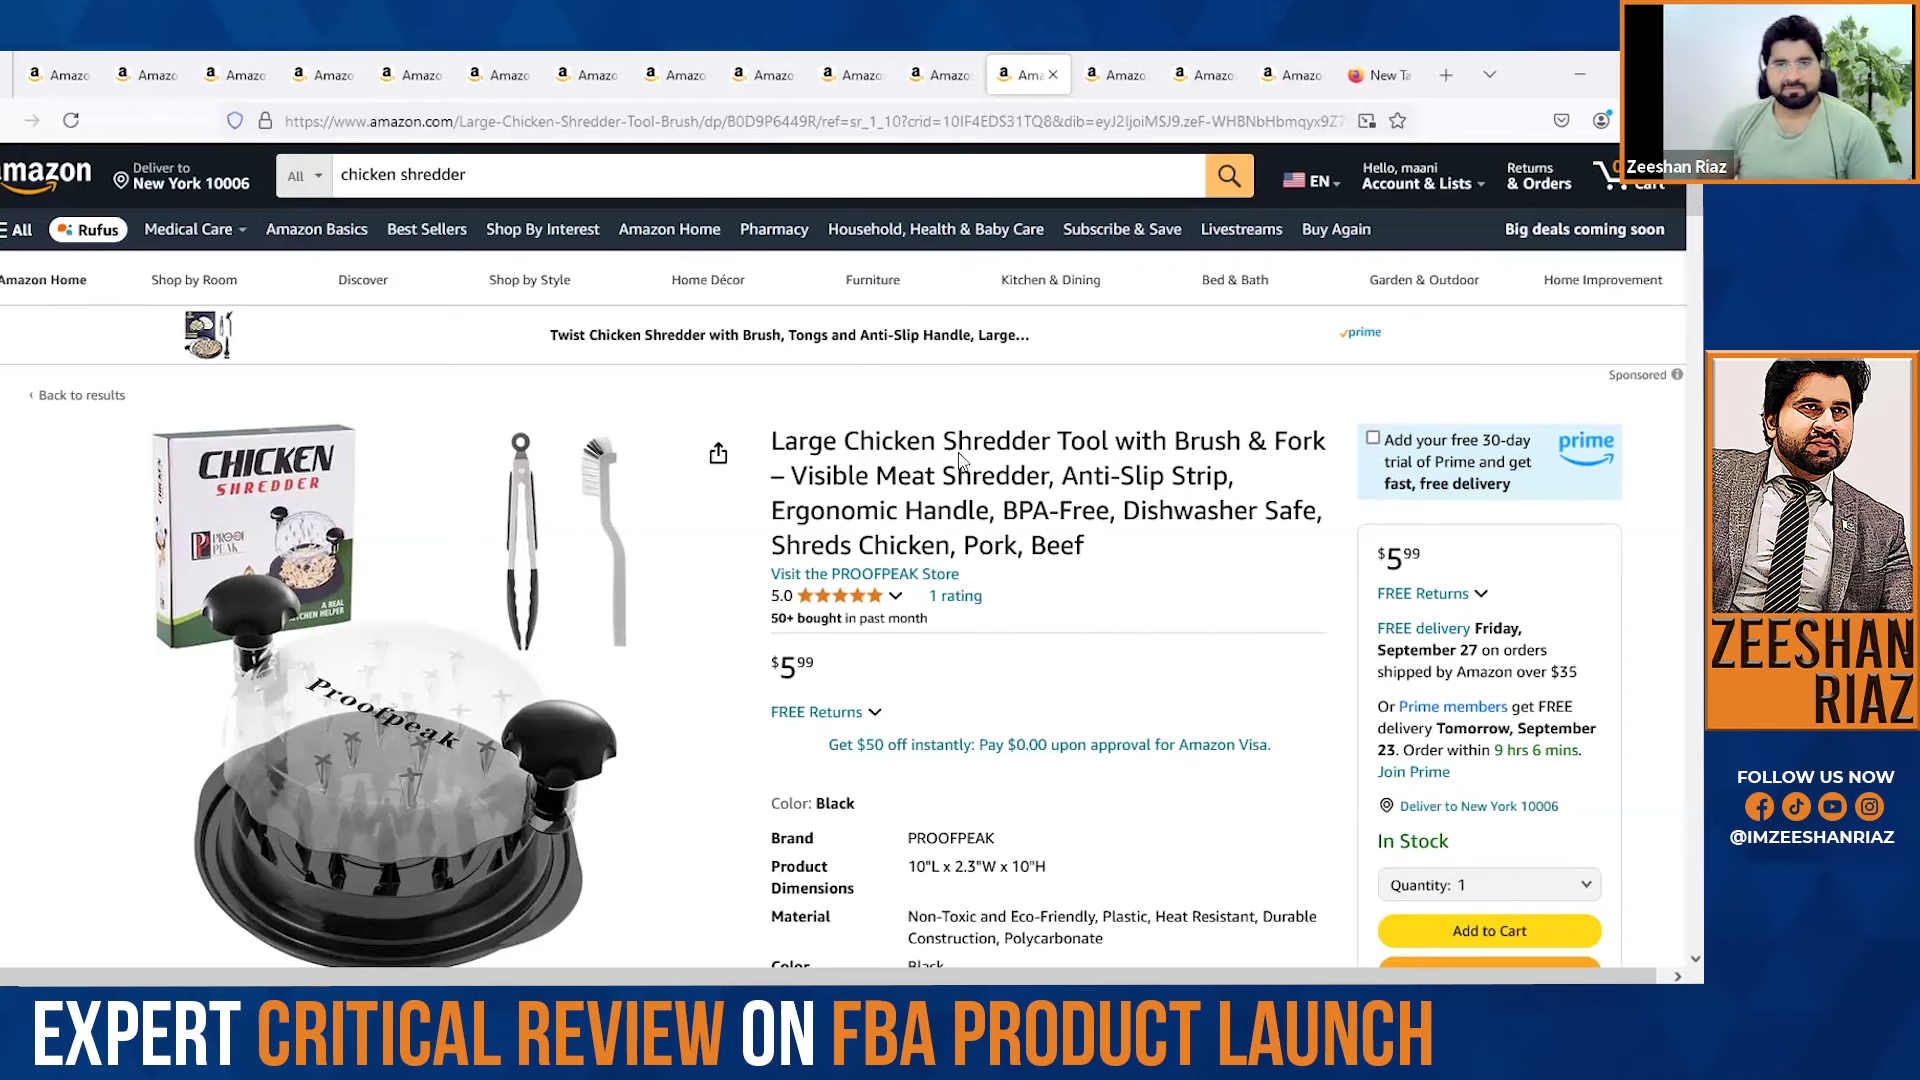 Amazo Amazo Amazo Amazo Amazo Amazo Amazo Amazo Amazo Amazo Amazo Ama Amazo Amazo Amazo New Ta
https://www.amazon.com/Large-Chicken-Shredder-Tool-Brush/dp/B0D9P6449R/ref=sr_1_10?crid=10IF4EDS31TQ8&dib=eyJ2IjoiMSJ9.zeF-WHBNbHbmqyx9Z7
Zeeshan Riaz
amazon
Deliver to
New York 10006
All
chicken shredder
EN
Hello, maani
Account & Lists
Returns
& Orders
0
Cart
All
Rufus
Medical Care
Amazon Basics
Best Sellers
Shop By Interest
Amazon Home
Pharmacy
Household, Health & Baby Care
Subscribe & Save
Livestreams
Buy Again
Big deals coming soon
Amazon Home
Shop by Room
Discover
Shop by Style
Home Décor
Furniture
Kitchen & Dining
Bed & Bath
Garden & Outdoor
Home Improvement
Twist Chicken Shredder with Brush, Tongs and Anti-Slip Handle, Large...
prime
Sponsored
‹ Back to results
CHICKEN
SHREDDER
PROOF
PEAK
A REAL
KITCHEN HELPER
Proofpeak
Large Chicken Shredder Tool with Brush & Fork
– Visible Meat Shredder, Anti-Slip Strip,
Ergonomic Handle, BPA-Free, Dishwasher Safe,
Shreds Chicken, Pork, Beef
Visit the PROOFPEAK Store
5.0
1 rating
50+ bought in past month
$5 99
FREE Returns
Get $50 off instantly: Pay $0.00 upon approval for Amazon Visa.
Color: Black
Brand PROOFPEAK
Product Dimensions 10"L x 2.3"W x 10"H
Material Non-Toxic and Eco-Friendly, Plastic, Heat Resistant, Durable
Construction, Polycarbonate
Color Black
Add your free 30-day
trial of Prime and get
fast, free delivery
prime
$5 99
FREE Returns
FREE delivery Friday,
September 27 on orders
shipped by Amazon over $35
Or Prime members get FREE
delivery Tomorrow, September
23. Order within 9 hrs 6 mins.
Join Prime
Deliver to New York 10006
In Stock
Quantity: 1
Add to Cart
ZEESHAN
RIAZ
FOLLOW US NOW
@IMZEESHANRIAZ
EXPERT CRITICAL REVIEW ON FBA PRODUCT LAUNCH